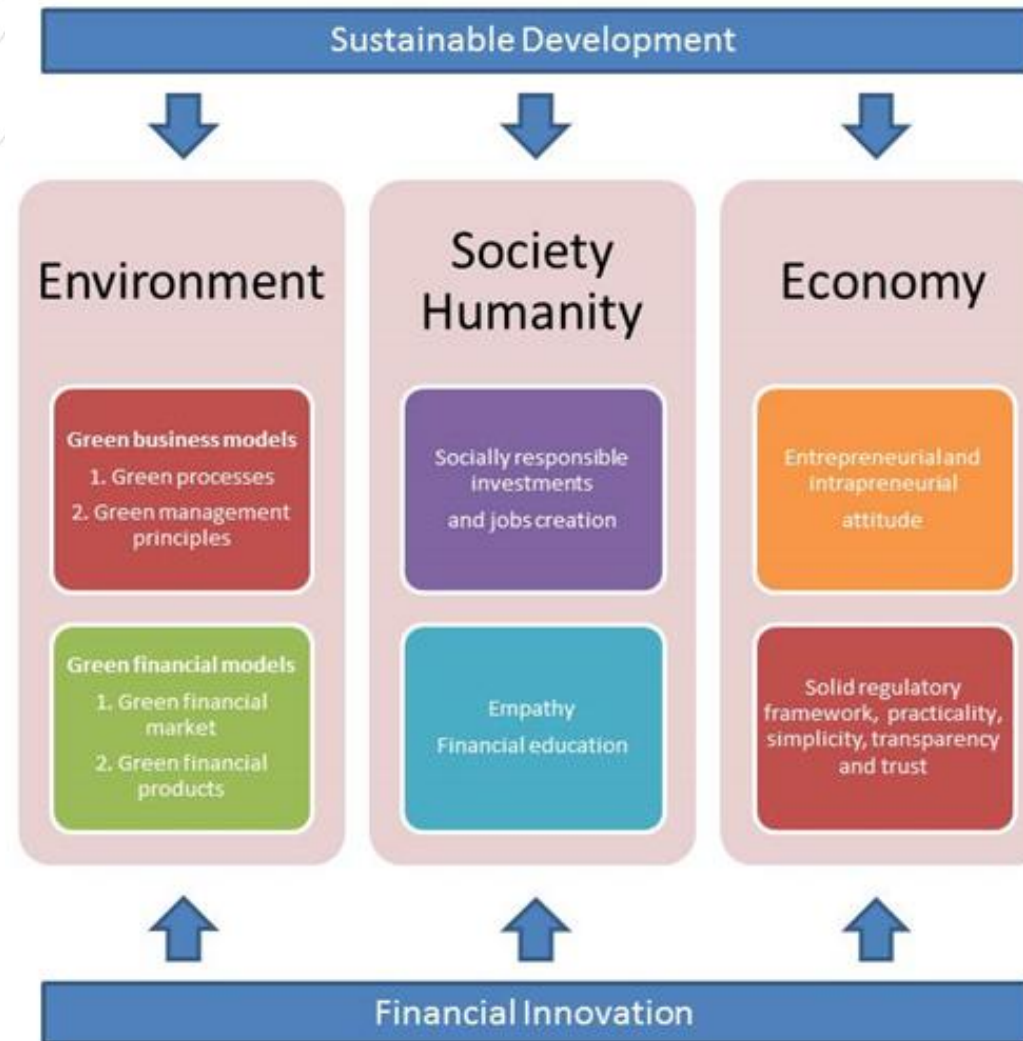 Sustainable Development
Environment
Society
Humanity
Economy
Green business models
1. Green processes
2. Green management
principles
Socially responsible
investments
and jobs creation
Entrepreneurial and
intrapreneurial
attitude
Green financial models
1. Green financial
market
2. Green financial
products
Empathy
Financial education
Solid regulatory
framework, practicality,
simplicity, transparency
and trust
Financial Innovation